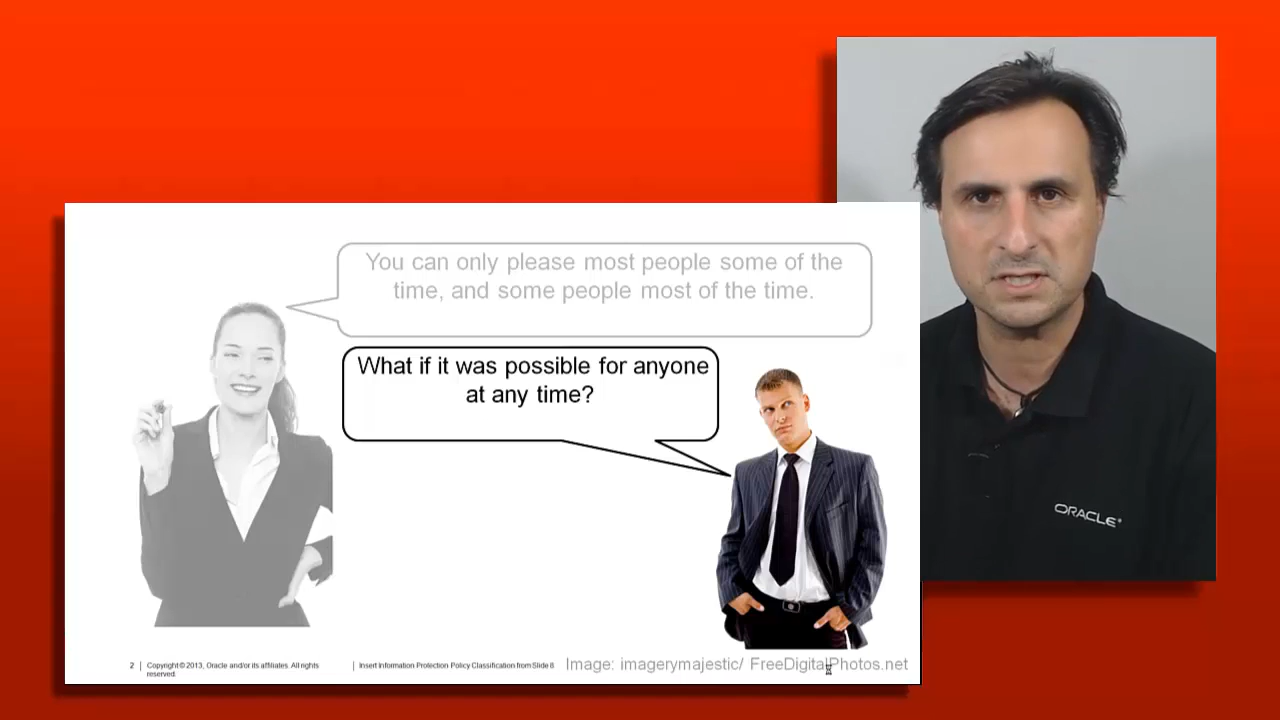 You can only please most people some of the
time, and some people most of the time.
What if it was possible for anyone
at any time?
ORACLE®
2 | Copyright © 2013, Oracle and/or its affiliates. All rights
reserved.
| Insert Information Protection Policy Classification from Slide 8
Image: imagerymajestic/ FreeDigitalPhotos.net